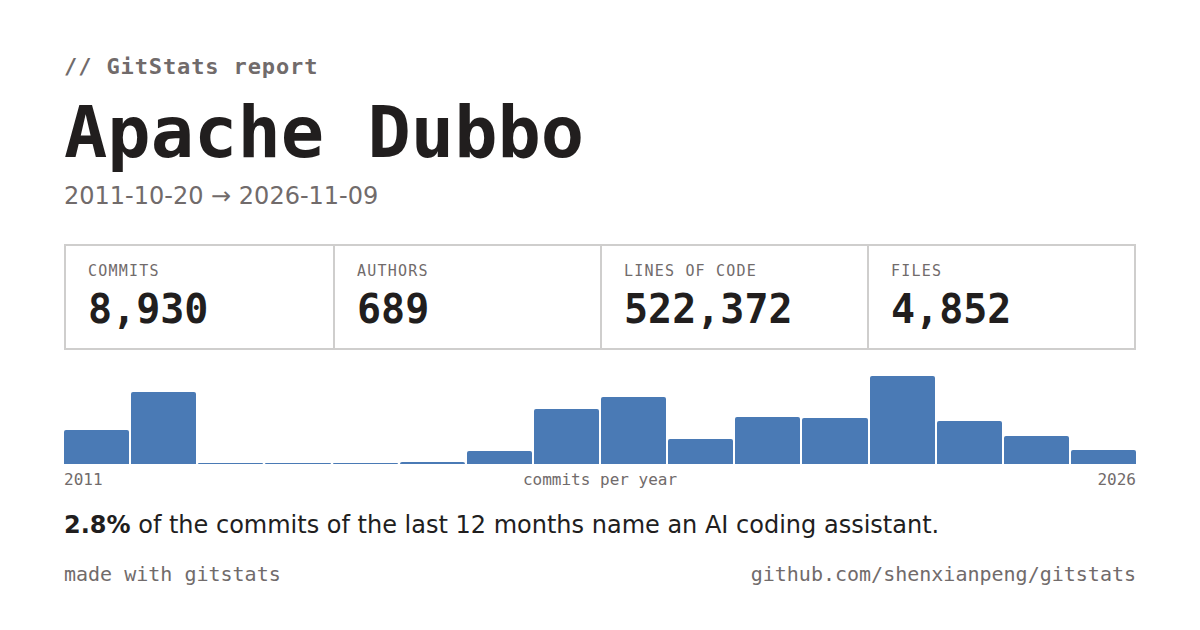 // GitStats report
Apache Dubbo
2011-10-20 → 2026-11-09
COMMITS AUTHORS LINES OF CODE FILES
8,930 689 522,372 4,852
2011 commits per year 2026
2.8% of the commits of the last 12 months name an AI coding assistant.
made with gitstats github.com/shenxianpeng/gitstats